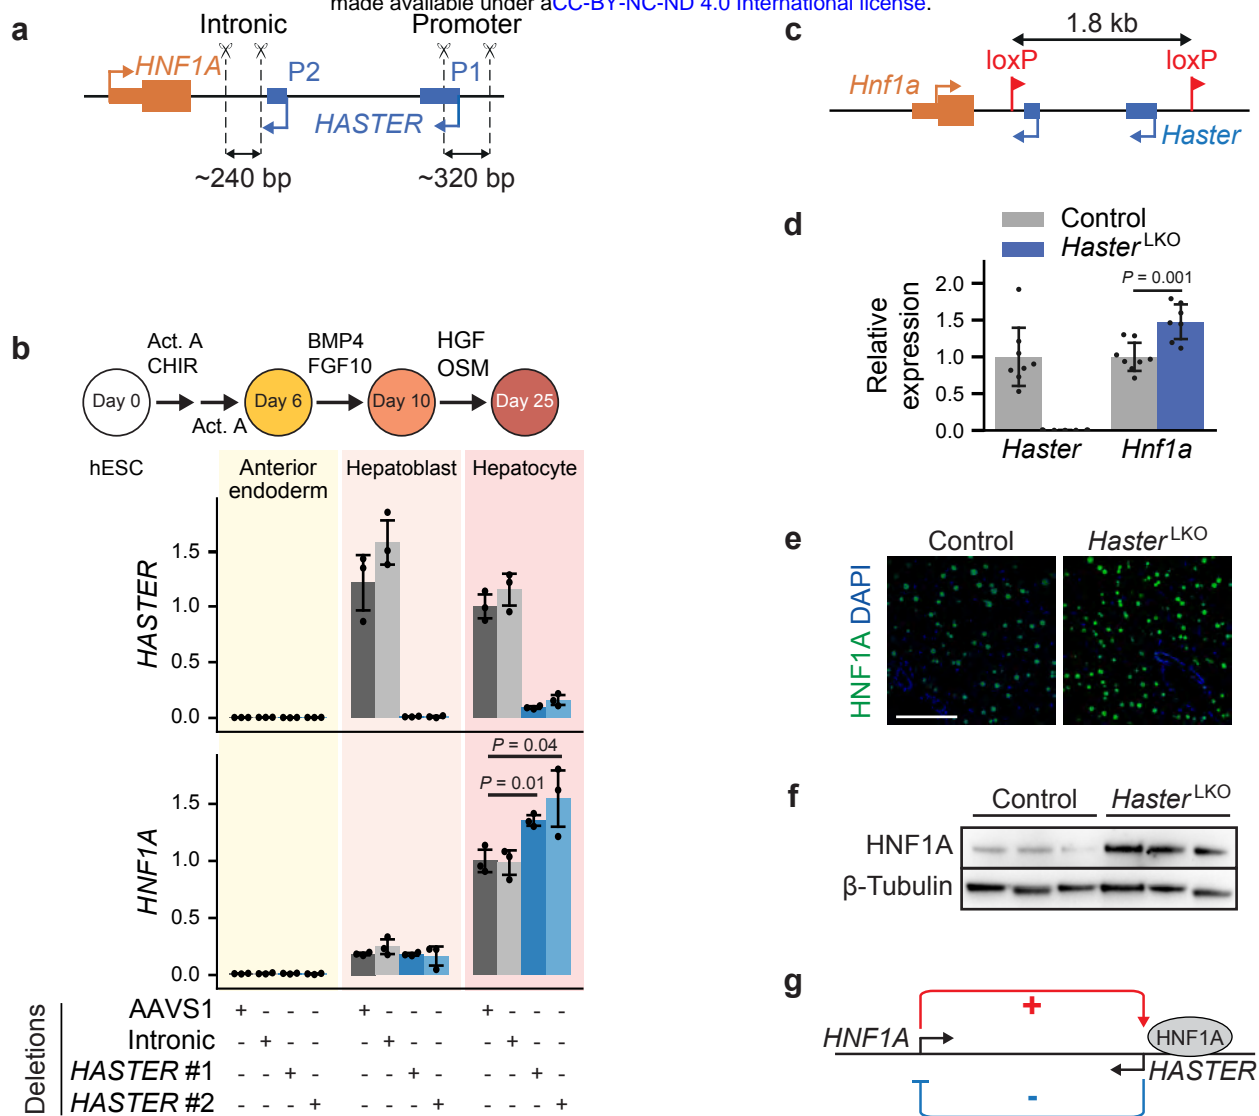 made available under aCC-BY-NC-ND 4.0 International license.
a
Intronic Promoter
HNF1A P2 P1
HASTER
~240 bp ~320 bp
b
Act. A
CHIR
BMP4
FGF10
HGF
OSM
Day 0 Day 6 Day 10 Day 25
Act. A
hESC
Anterior
endoderm
Hepatoblast
Hepatocyte
HASTER
1.5
1.0
0.5
0.0
HNF1A
P = 0.04
P = 0.01
1.5
1.0
0.5
0.0
Deletions
AAVS1 + - - - + - - - + - - -
Intronic - + - - - + - - - + - -
HASTER #1 - - + - - - + - - - + -
HASTER #2 - - - + - - - + - - - +
c
1.8 kb
loxP loxP
Hnf1a
Haster
d
Control
Haster LKO
P = 0.001
Relative
expression
2.0
1.5
1.0
0.5
0.0
Haster Hnf1a
e
Control Haster LKO
HNF1A DAPI
f
Control Haster LKO
HNF1A
β-Tubulin
g
+
HNF1A HNF1A
HASTER
-